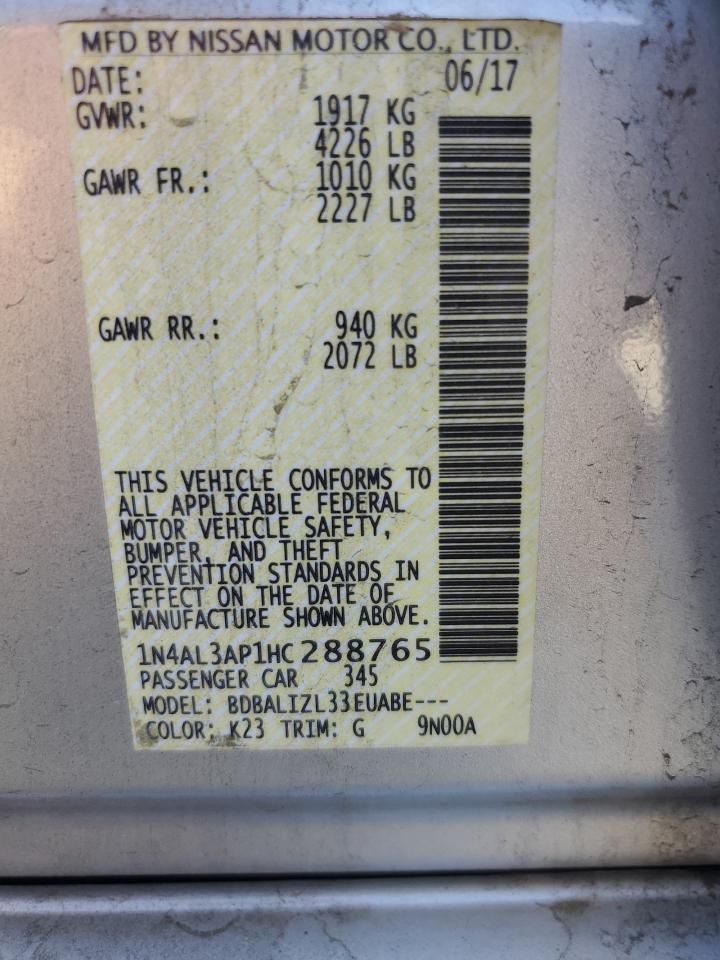 MFD BY NISSAN MOTOR CO., LTD.
DATE: 06/17
GVWR: 1917 KG
4226 LB
GAWR FR.: 1010 KG
2227 LB
GAWR RR.: 940 KG
2072 LB
THIS VEHICLE CONFORMS TO
ALL APPLICABLE FEDERAL
MOTOR VEHICLE SAFETY,
BUMPER, AND THEFT
PREVENTION STANDARDS IN
EFFECT ON THE DATE OF
MANUFACTURE SHOWN ABOVE.
1N4AL3AP1HC288765
PASSENGER CAR 345
MODEL: BDBALIZL33EUABE---
COLOR: K23 TRIM: G 9N00A